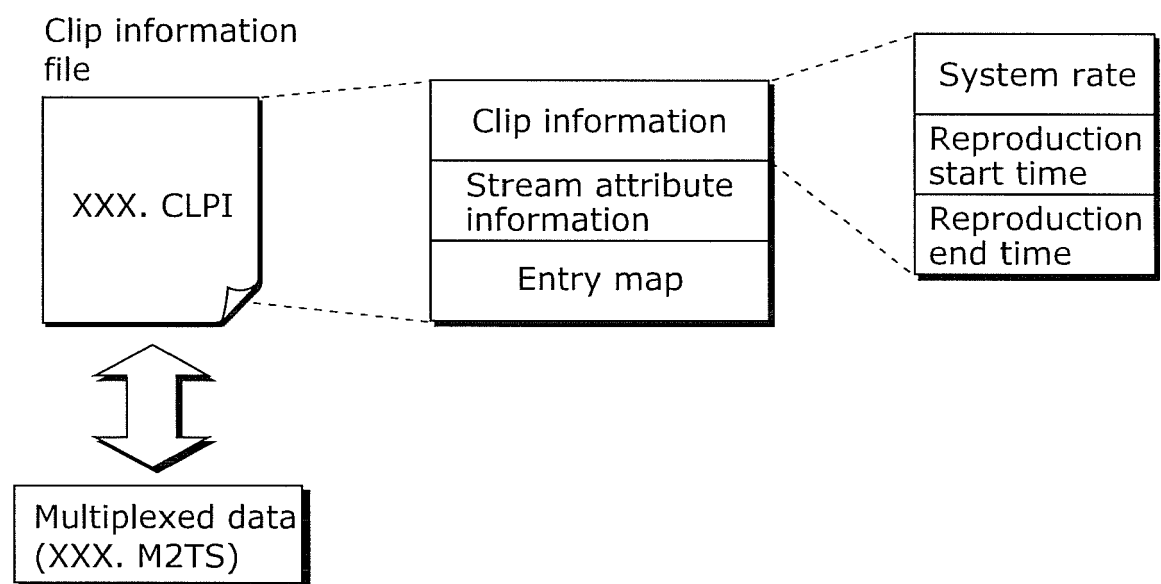 Clip information
file
XXX. CLPI
Clip information
Stream attribute
information
Entry map
System rate
Reproduction
start time
Reproduction
end time
Multiplexed data
(XXX. M2TS)